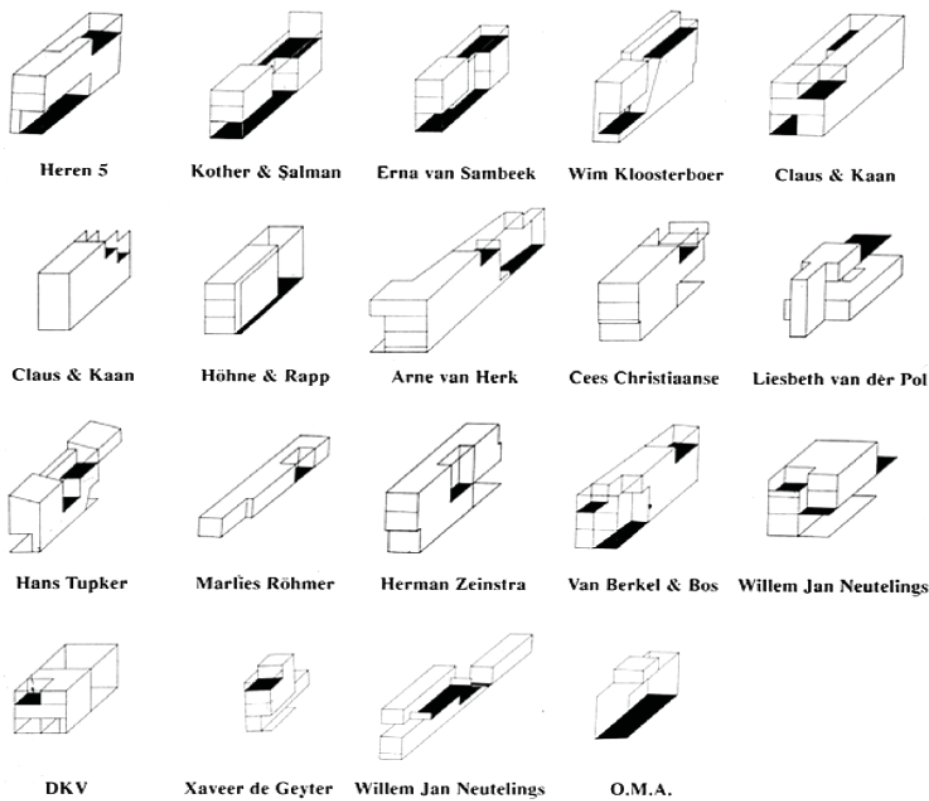 Heren 5
Kother & Şalman
Erna van Sambeek
Wim Kloosterboer
Claus & Kaan
Claus & Kaan
Höhne & Rapp
Arne van Herk
Cees Christiaanse
Liesbeth van der Pol
Hans Tupker
Marlies Röhmer
Herman Zeinstra
Van Berkel & Bos
Willem Jan Neutelings
DKV
Xaveer de Geyter
Willem Jan Neutelings
O.M.A.